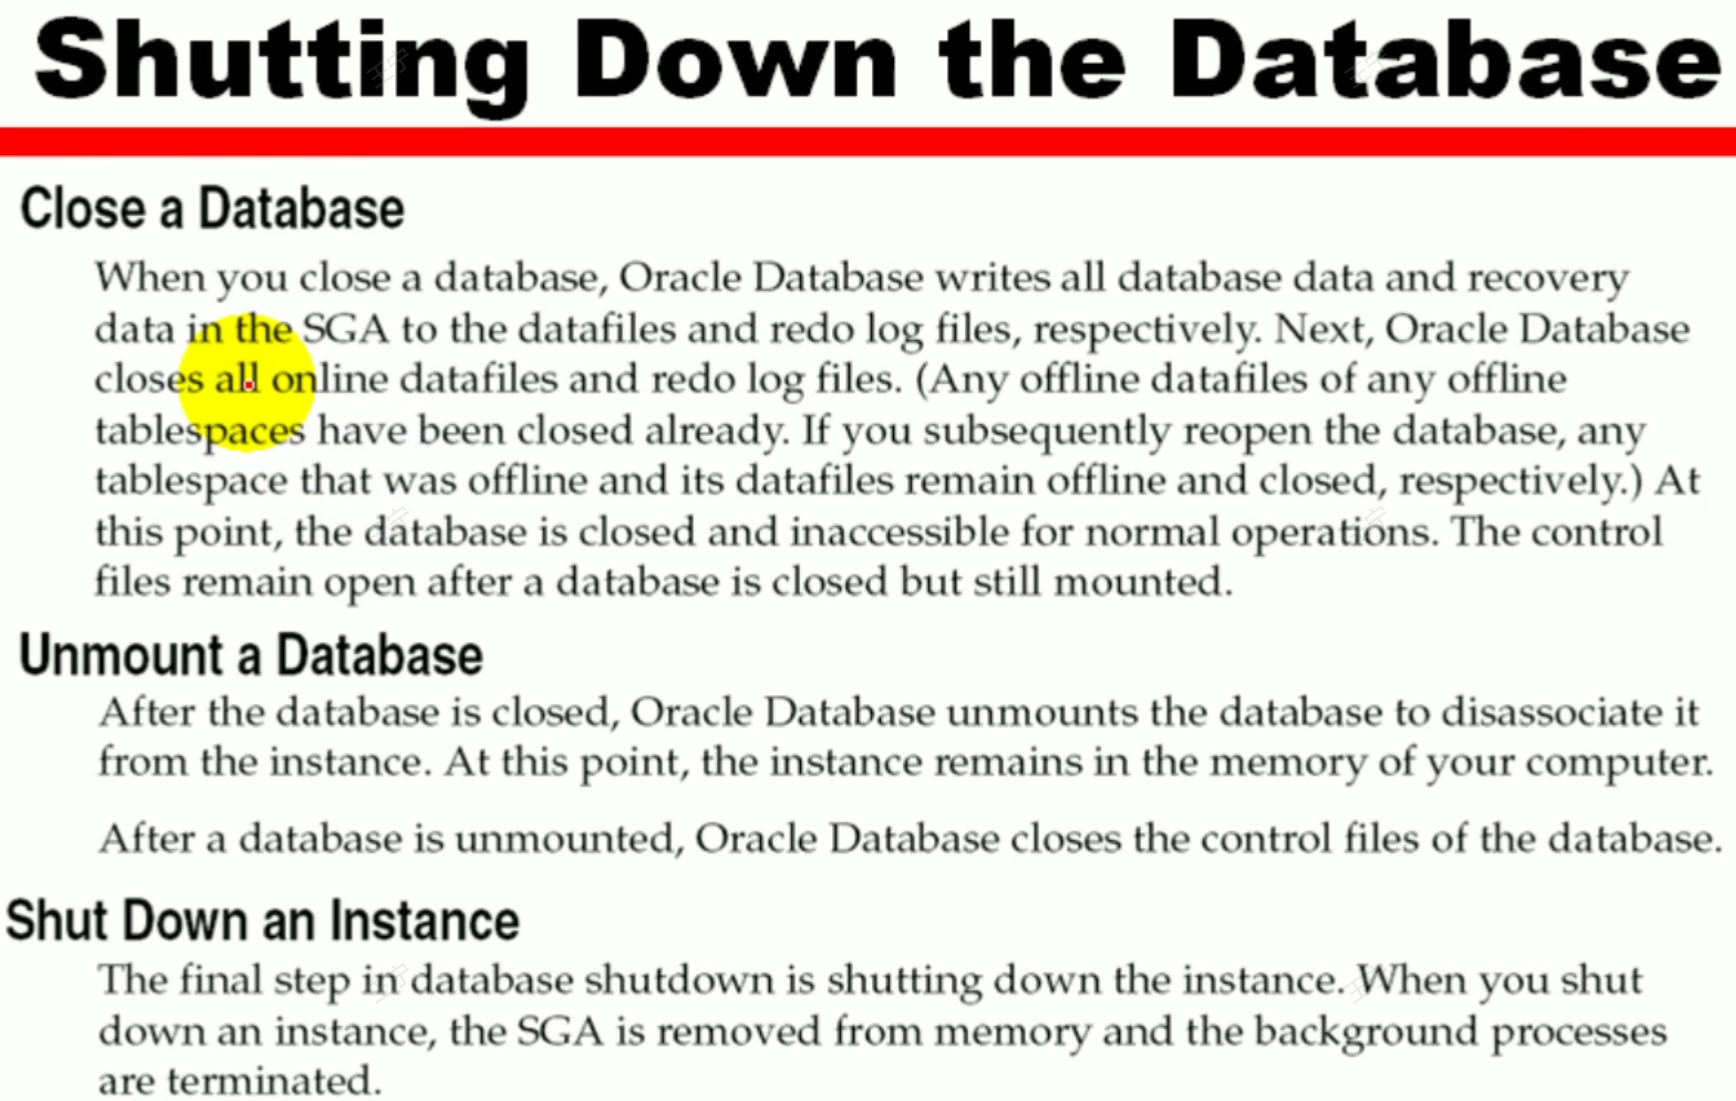 Shutting Down the Database
Close a Database
When you close a database, Oracle Database writes all database data and recovery
data in the SGA to the datafiles and redo log files, respectively. Next, Oracle Database
closes all online datafiles and redo log files. (Any offline datafiles of any offline
tablespaces have been closed already. If you subsequently reopen the database, any
tablespace that was offline and its datafiles remain offline and closed, respectively.) At
this point, the database is closed and inaccessible for normal operations. The control
files remain open after a database is closed but still mounted.
Unmount a Database
After the database is closed, Oracle Database unmounts the database to disassociate it
from the instance. At this point, the instance remains in the memory of your computer.
After a database is unmounted, Oracle Database closes the control files of the database.
Shut Down an Instance
The final step in database shutdown is shutting down the instance. When you shut
down an instance, the SGA is removed from memory and the background processes
are terminated.